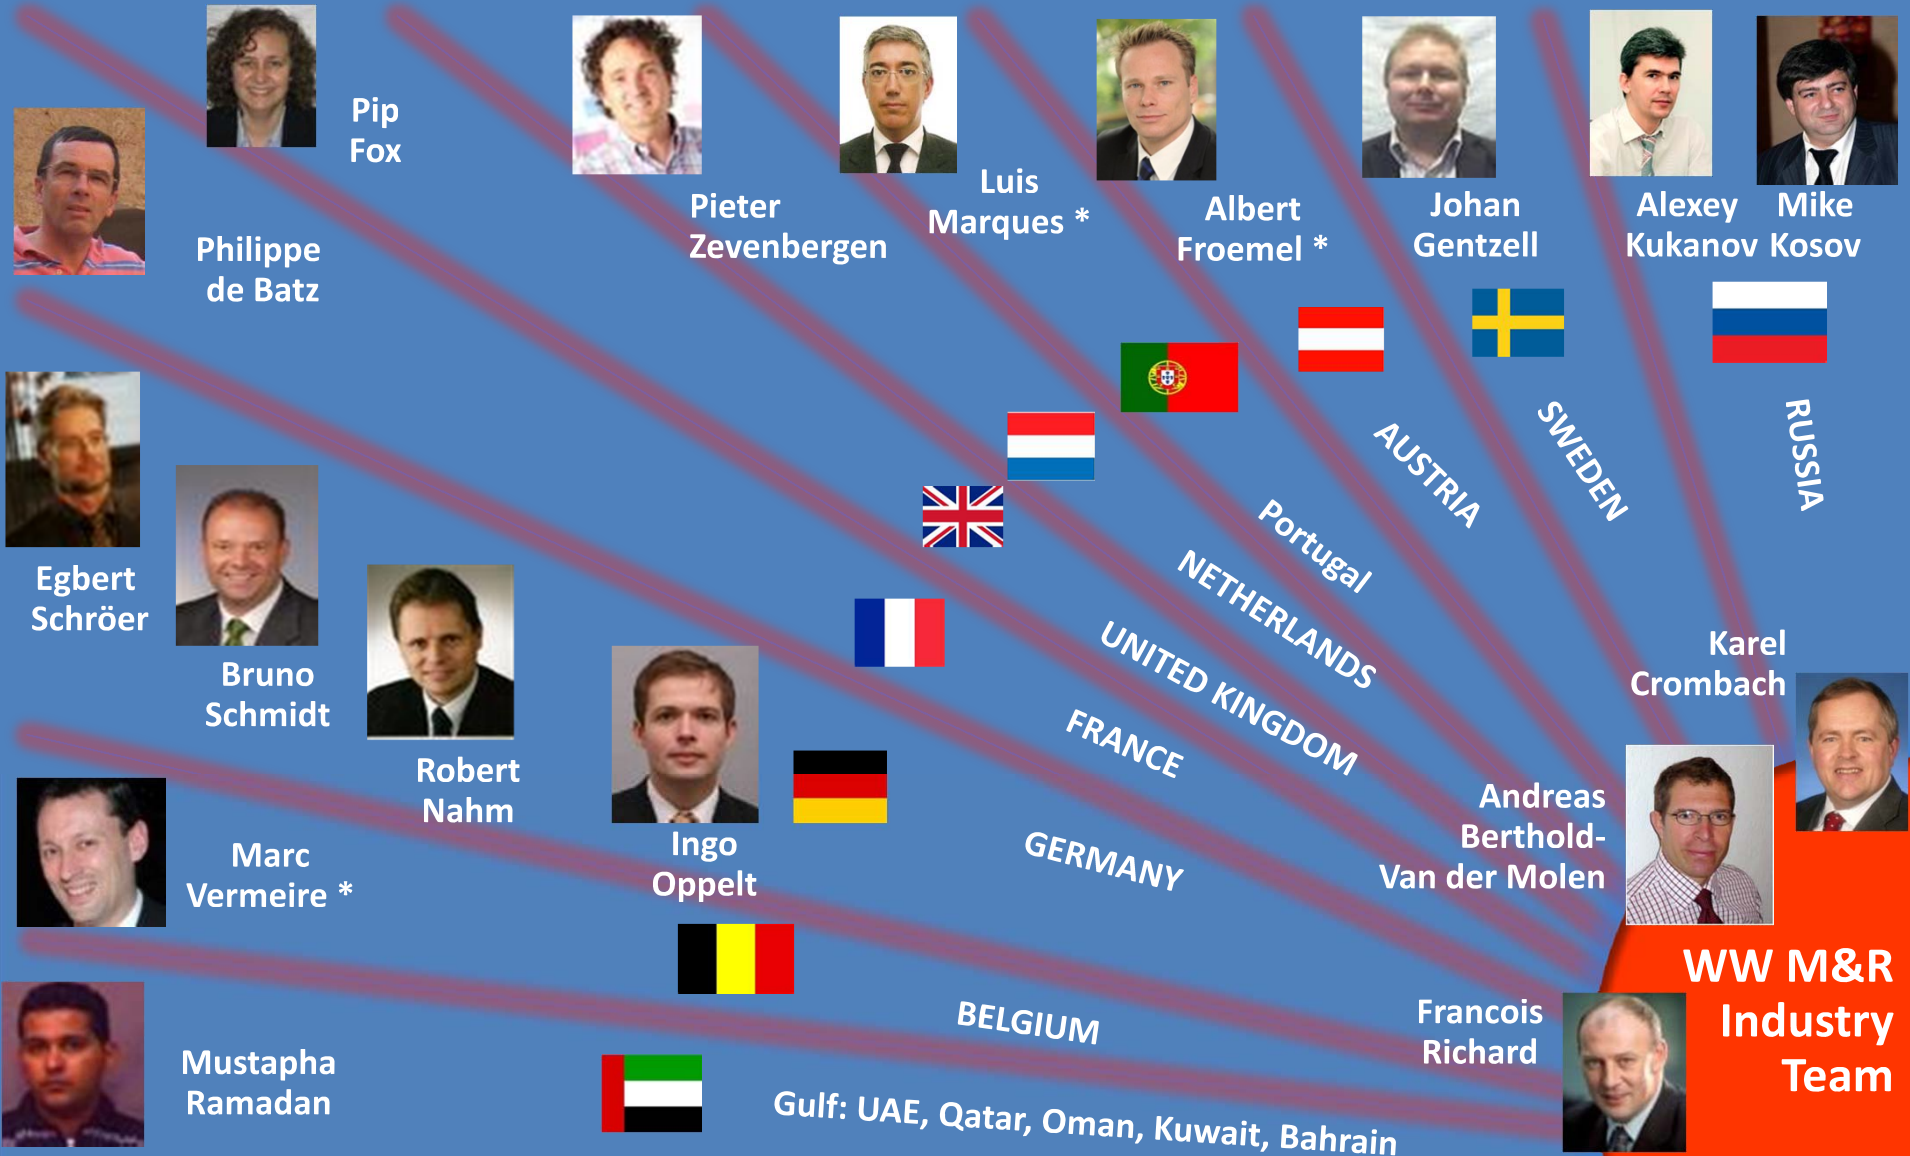 Pip
Fox
Philippe
de Batz
Pieter
Zevenbergen
Luis
Marques *
Albert
Froemel *
Johan
Gentzell
Alexey
Kukanov
Mike
Kosov
RUSSIA
SWEDEN
AUSTRIA
Portugal
NETHERLANDS
UNITED KINGDOM
FRANCE
GERMANY
BELGIUM
Gulf: UAE, Qatar, Oman, Kuwait, Bahrain
Egbert
Schröer
Bruno
Schmidt
Robert
Nahm
Ingo
Oppelt
Marc
Vermeire *
Mustapha
Ramadan
Karel
Crombach
Andreas
Berthold-
Van der Molen
Francois
Richard
WW M&R
Industry
Team